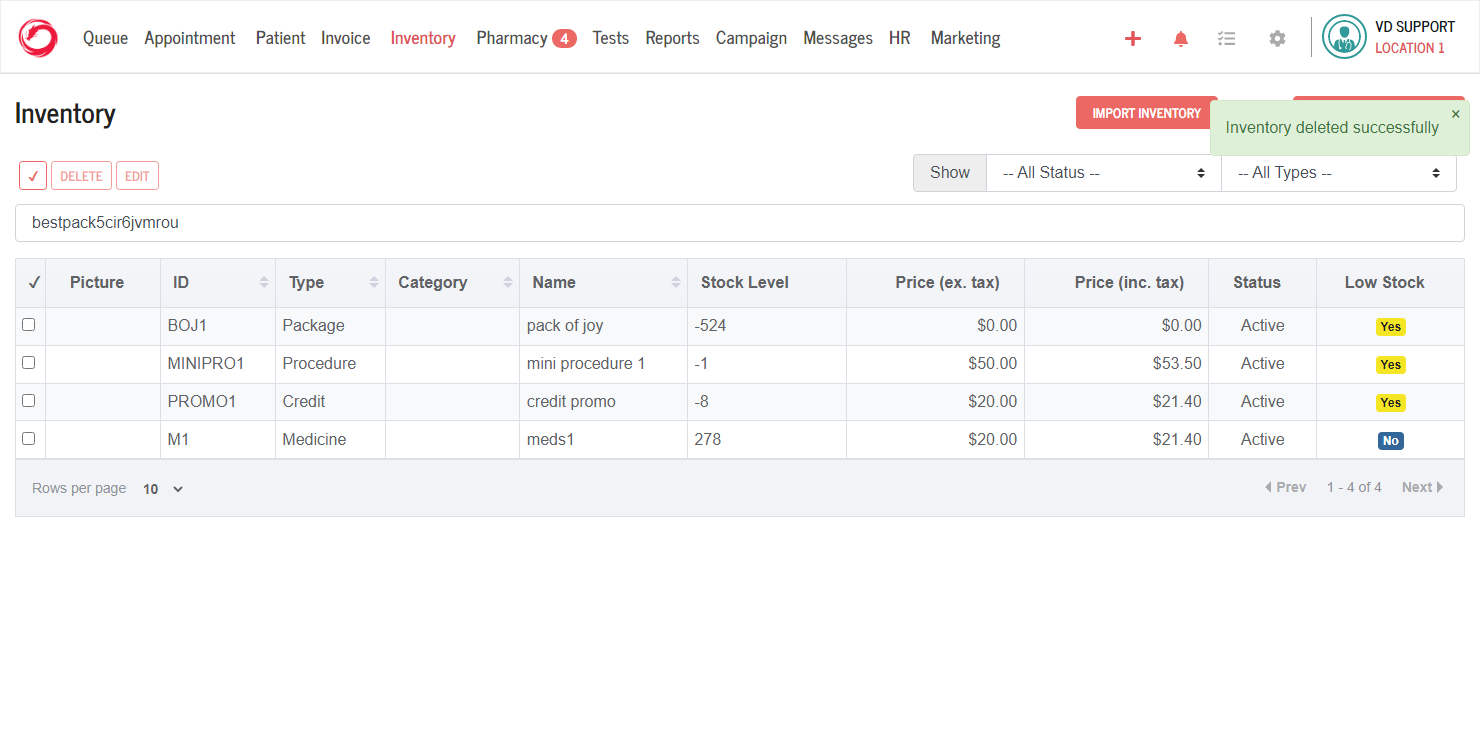 Queue Appointment Patient Invoice Inventory Pharmacy 4 Tests Reports Campaign Messages HR Marketing VD SUPPORT
LOCATION 1
Inventory
IMPORT INVENTORY
Inventory deleted successfully ×
✓ DELETE EDIT
Show -- All Status -- -- All Types --
bestpack5cir6jvmrou
✓ Picture ID Type Category Name Stock Level Price (ex. tax) Price (inc. tax) Status Low Stock
BOJ1 Package pack of joy -524 $0.00 $0.00 Active Yes
MINIPRO1 Procedure mini procedure 1 -1 $50.00 $53.50 Active Yes
PROMO1 Credit credit promo -8 $20.00 $21.40 Active Yes
M1 Medicine meds1 278 $20.00 $21.40 Active No
Rows per page 10 Prev 1 - 4 of 4 Next